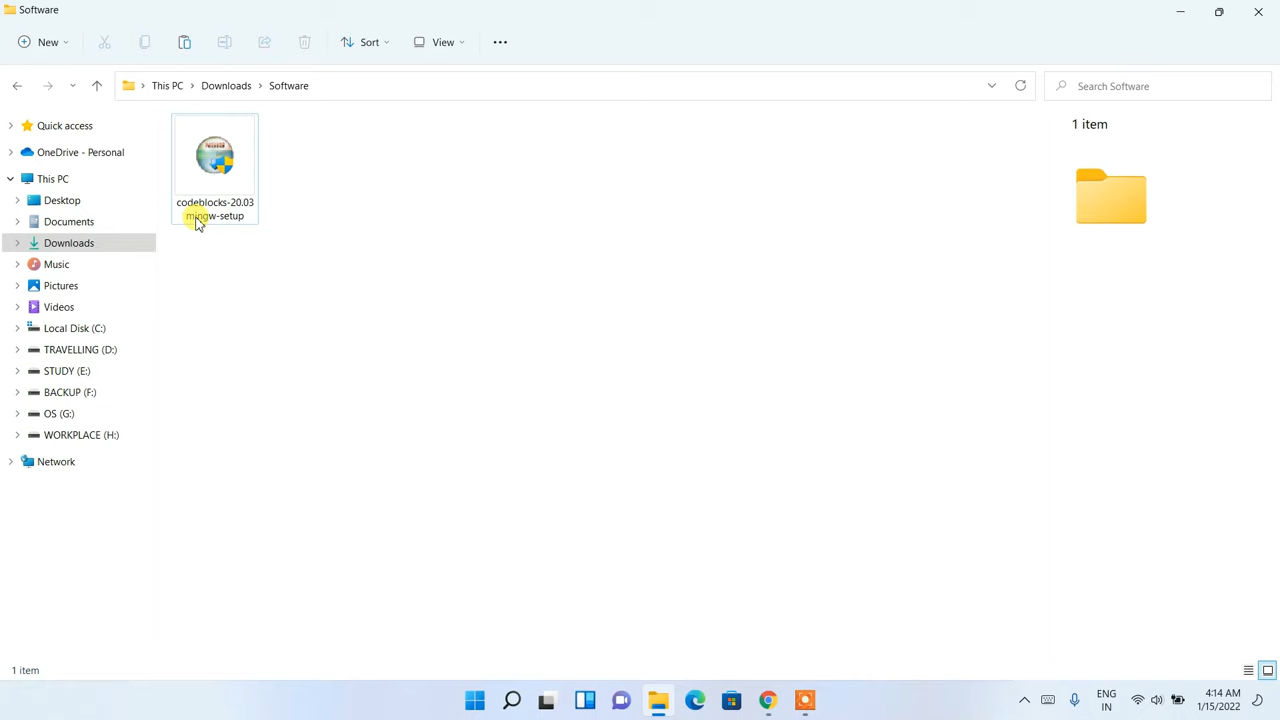 Software
New
Sort
View
This PC
Downloads
Software
Search Software
Quick access
OneDrive - Personal
This PC
Desktop
Documents
Downloads
Music
Pictures
Videos
Local Disk (C:)
TRAVELLING (D:)
STUDY (E:)
BACKUP (F:)
OS (G:)
WORKPLACE (H:)
Network
codeblocks-20.03
mingw-setup
1 item
1 item
ENG
IN
4:14 AM
1/15/2022